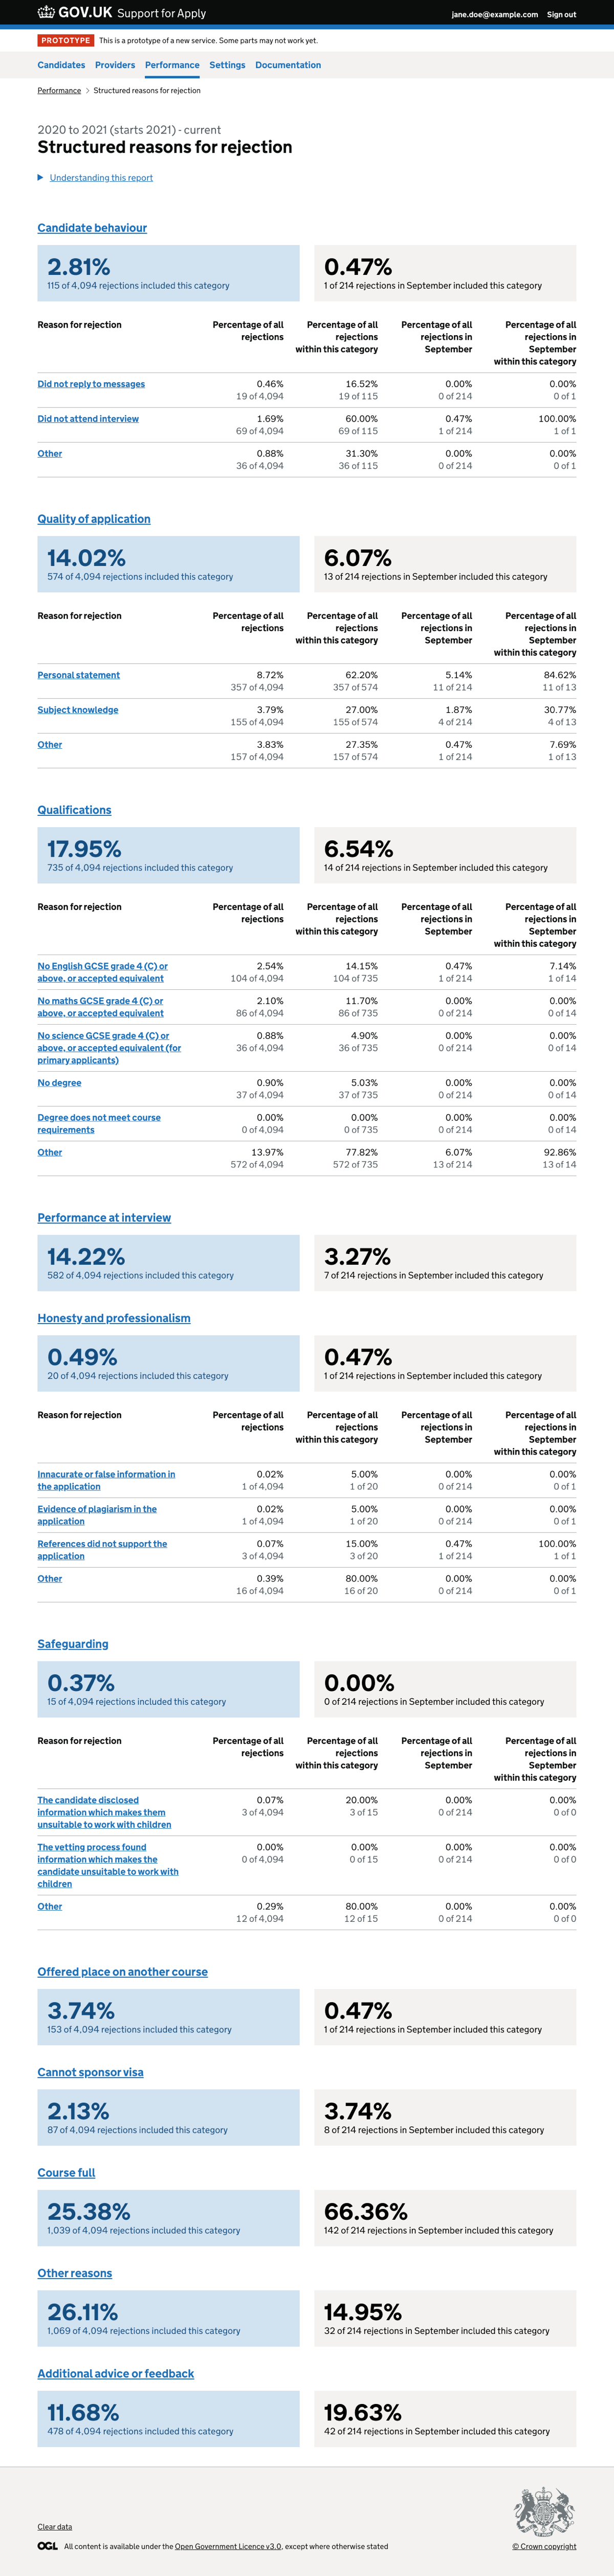 GOV.UK Support for Apply
jane.doe@example.com Sign out
PROTOTYPE This is a prototype of a new service. Some parts may not work yet.
Candidates Providers Performance Settings Documentation
Performance Structured reasons for rejection
2020 to 2021 (starts 2021) - current
Structured reasons for rejection
Understanding this report
Candidate behaviour
2.81% 0.47%
115 of 4,094 rejections included this category 1 of 214 rejections in September included this category
Reason for rejection Percentage of all Percentage of all Percentage of all Percentage of all
rejections rejections rejections in rejections in
within this category September September
within this category
Did not reply to messages 0.46% 16.52% 0.00% 0.00%
19 of 4,094 19 of 115 0 of 214 0 of 1
Did not attend interview 1.69% 60.00% 0.47% 100.00%
69 of 4,094 69 of 115 1 of 214 1 of 1
Other 0.88% 31.30% 0.00% 0.00%
36 of 4,094 36 of 115 0 of 214 0 of 1
Quality of application
14.02% 6.07%
574 of 4,094 rejections included this category 13 of 214 rejections in September included this category
Reason for rejection Percentage of all Percentage of all Percentage of all Percentage of all
rejections rejections rejections in rejections in
within this category September September
within this category
Personal statement 8.72% 62.20% 5.14% 84.62%
357 of 4,094 357 of 574 11 of 214 11 of 13
Subject knowledge 3.79% 27.00% 1.87% 30.77%
155 of 4,094 155 of 574 4 of 214 4 of 13
Other 3.83% 27.35% 0.47% 7.69%
157 of 4,094 157 of 574 1 of 214 1 of 13
Qualifications
17.95% 6.54%
735 of 4,094 rejections included this category 14 of 214 rejections in September included this category
Reason for rejection Percentage of all Percentage of all Percentage of all Percentage of all
rejections rejections rejections in rejections in
within this category September September
within this category
No English GCSE grade 4 (C) or 2.54% 14.15% 0.47% 7.14%
above, or accepted equivalent 104 of 4,094 104 of 735 1 of 214 1 of 14
No maths GCSE grade 4 (C) or 2.10% 11.70% 0.00% 0.00%
above, or accepted equivalent 86 of 4,094 86 of 735 0 of 214 0 of 14
No science GCSE grade 4 (C) or 0.88% 4.90% 0.00% 0.00%
above, or accepted equivalent (for 36 of 4,094 36 of 735 0 of 214 0 of 14
primary applicants)
No degree 0.90% 5.03% 0.00% 0.00%
37 of 4,094 37 of 735 0 of 214 0 of 14
Degree does not meet course 0.00% 0.00% 0.00% 0.00%
requirements 0 of 4,094 0 of 735 0 of 214 0 of 14
Other 13.97% 77.82% 6.07% 92.86%
572 of 4,094 572 of 735 13 of 214 13 of 14
Performance at interview
14.22% 3.27%
582 of 4,094 rejections included this category 7 of 214 rejections in September included this category
Honesty and professionalism
0.49% 0.47%
20 of 4,094 rejections included this category 1 of 214 rejections in September included this category
Reason for rejection Percentage of all Percentage of all Percentage of all Percentage of all
rejections rejections rejections in rejections in
within this category September September
within this category
Innacurate or false information in 0.02% 5.00% 0.00% 0.00%
the application 1 of 4,094 1 of 20 0 of 214 0 of 1
Evidence of plagiarism in the 0.02% 5.00% 0.00% 0.00%
application 1 of 4,094 1 of 20 0 of 214 0 of 1
References did not support the 0.07% 15.00% 0.47% 100.00%
application 3 of 4,094 3 of 20 1 of 214 1 of 1
Other 0.39% 80.00% 0.00% 0.00%
16 of 4,094 16 of 20 0 of 214 0 of 1
Safeguarding
0.37% 0.00%
15 of 4,094 rejections included this category 0 of 214 rejections in September included this category
Reason for rejection Percentage of all Percentage of all Percentage of all Percentage of all
rejections rejections rejections in rejections in
within this category September September
within this category
The candidate disclosed 0.07% 20.00% 0.00% 0.00%
information which makes them 3 of 4,094 3 of 15 0 of 214 0 of 0
unsuitable to work with children
The vetting process found 0.00% 0.00% 0.00% 0.00%
information which makes the 0 of 4,094 0 of 15 0 of 214 0 of 0
candidate unsuitable to work with
children
Other 0.29% 80.00% 0.00% 0.00%
12 of 4,094 12 of 15 0 of 214 0 of 0
Offered place on another course
3.74% 0.47%
153 of 4,094 rejections included this category 1 of 214 rejections in September included this category
Cannot sponsor visa
2.13% 3.74%
87 of 4,094 rejections included this category 8 of 214 rejections in September included this category
Course full
25.38% 66.36%
1,039 of 4,094 rejections included this category 142 of 214 rejections in September included this category
Other reasons
26.11% 14.95%
1,069 of 4,094 rejections included this category 32 of 214 rejections in September included this category
Additional advice or feedback
11.68% 19.63%
478 of 4,094 rejections included this category 42 of 214 rejections in September included this category
Clear data
OGL All content is available under the Open Government Licence v3.0, except where otherwise stated © Crown copyright